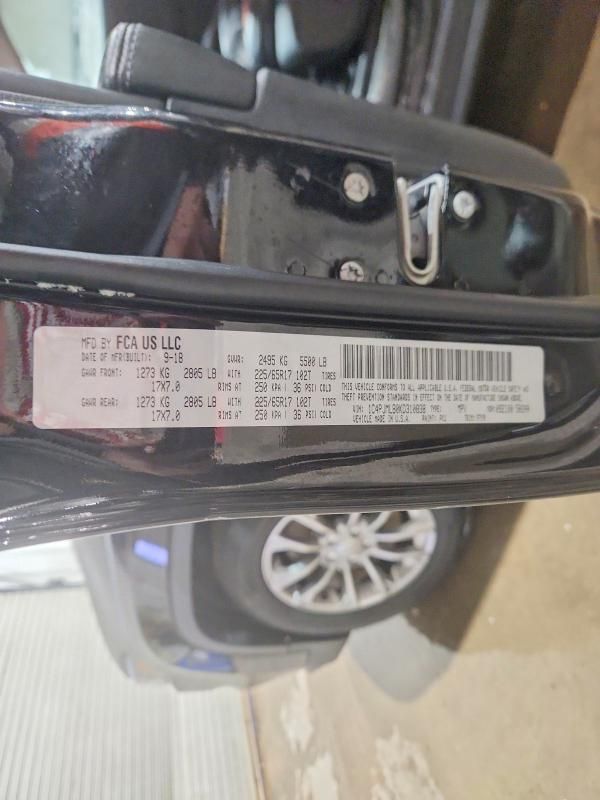 MFD BY FCA US LLC
DATE OF MFR(BUILT): 9-18 GVWR: 2495 KG 5500 LB
GAWR FRONT: 1273 KG 2805 LB WITH 225/65R17 102T TIRES
17X7.0 RIMS AT 250 KPA / 36 PSI COLD
GAWR REAR: 1273 KG 2805 LB WITH 225/65R17 102T TIRES
17X7.0 RIMS AT 250 KPA / 36 PSI COLD
THIS VEHICLE CONFORMS TO ALL APPLICABLE U.S.A. FEDERAL MOTOR VEHICLE SAFETY AND
THEFT PREVENTION STANDARDS IN EFFECT ON THE DATE OF MANUFACTURE SHOWN ABOVE.
VIN: TYPE: MPV
VEHICLE MADE IN U.S.A. PAINT: